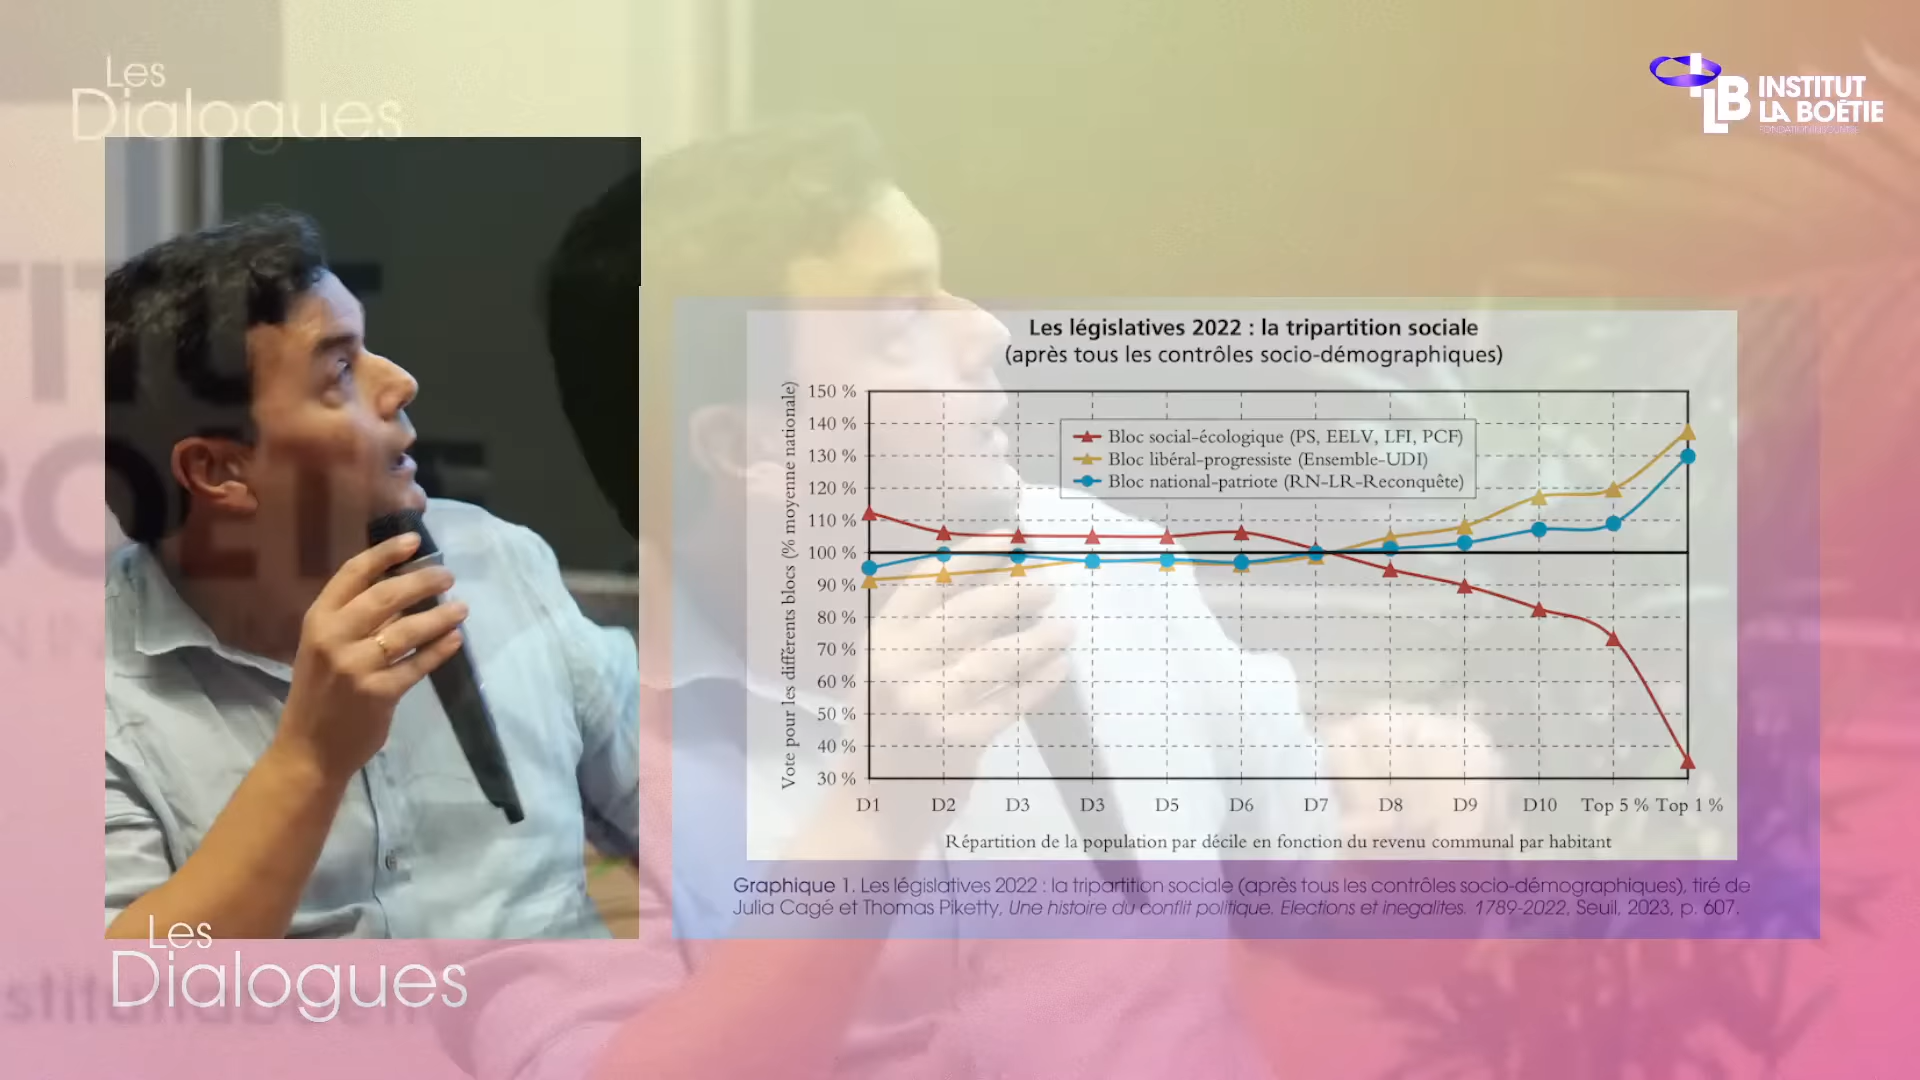 Les
Dialogues
LB INSTITUT
LA BOÉTIE
Les législatives 2022 : la tripartition sociale
(après tous les contrôles socio-démographiques)
Vote pour les différents blocs (% moyenne nationale)
150 %
140 %
130 %
120 %
110 %
100 %
90 %
80 %
70 %
60 %
50 %
40 %
30 %
Bloc social-écologique (PS, EELV, LFI, PCF)
Bloc libéral-progressiste (Ensemble-UDI)
Bloc national-patriote (RN-LR-Reconquête)
D1 D2 D3 D3 D5 D6 D7 D8 D9 D10 Top 5 % Top 1 %
Répartition de la population par décile en fonction du revenu communal par habitant
Graphique 1. Les législatives 2022 : la tripartition sociale (après tous les contrôles socio-démographiques), tiré de
Julia Cagé et Thomas Piketty, Une histoire du conflit politique. Elections et inegalites. 1789-2022, Seuil, 2023, p. 607.
Les
Dialogues